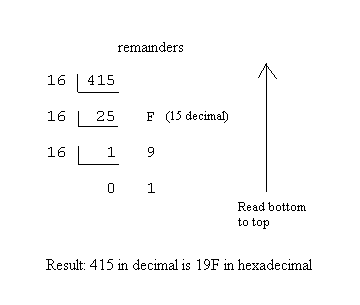 remainders
16 415
16 25 F (15 decimal)
16 1 9
0 1
Read bottom
to top
Result: 415 in decimal is 19F in hexadecimal